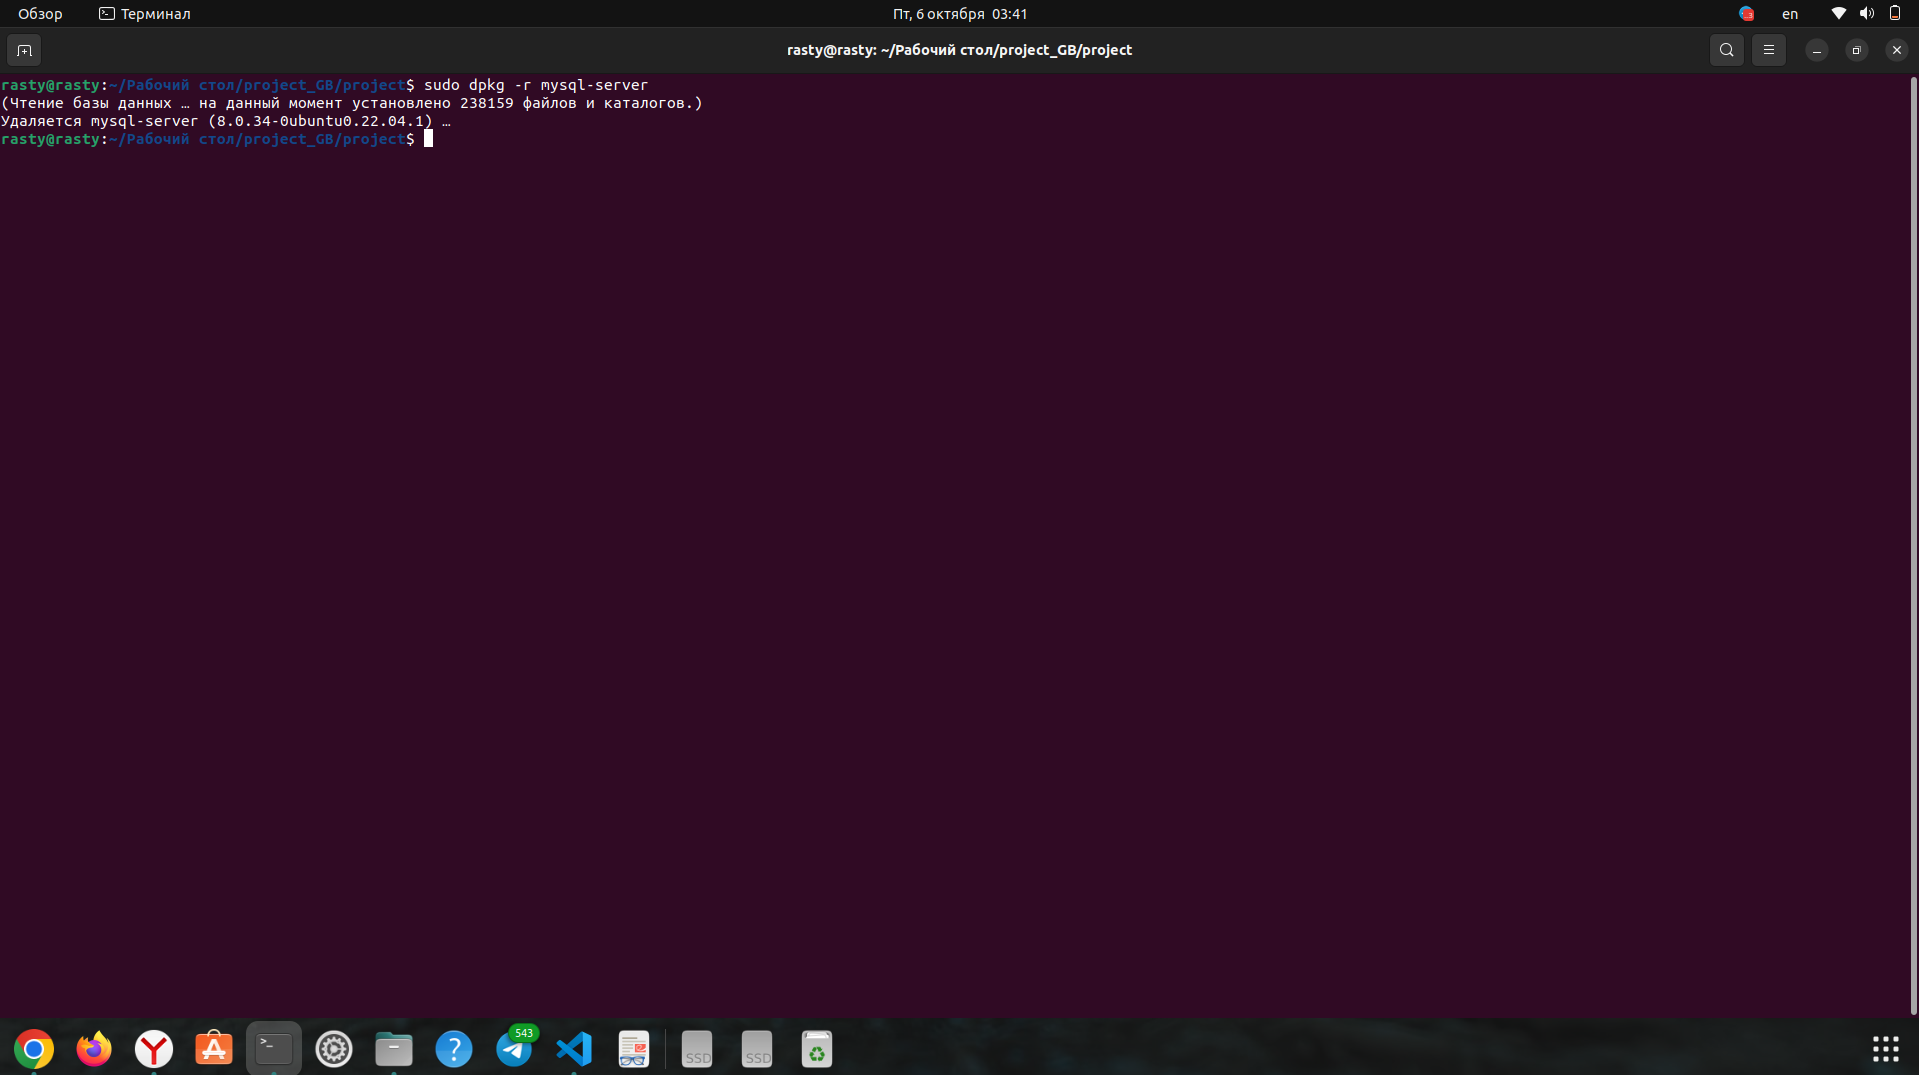 Обзор
Терминал
Пт, 6 октября 03:41
en
rasty@rasty: ~/Рабочий стол/project_GB/project
rasty@rasty:~/Рабочий стол/project_GB/project$ sudo dpkg -r mysql-server
(Чтение базы данных … на данный момент установлено 238159 файлов и каталогов.)
Удаляется mysql-server (8.0.34-0ubuntu0.22.04.1) …
rasty@rasty:~/Рабочий стол/project_GB/project$
543
SSD
SSD